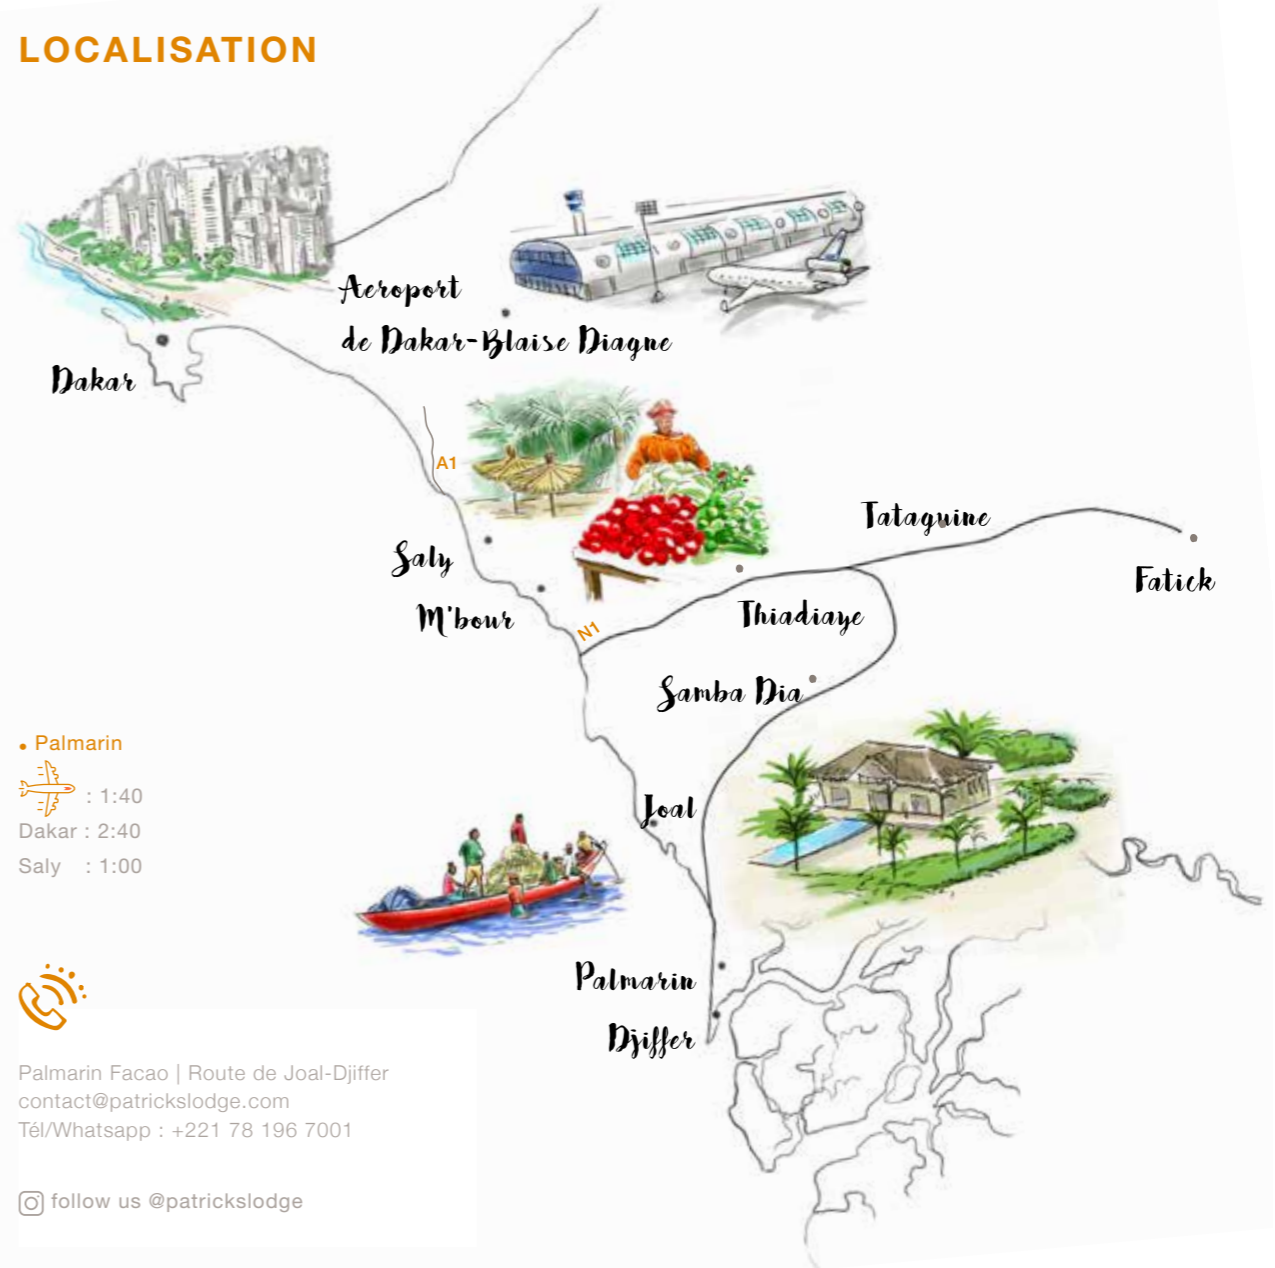 LOCALISATION
Aeroport
de Dakar-Blaise Diagne
Dakar
A1
Saly
M'bour
N1
Tataguine
Fatick
Thiadiaye
Samba Dia
Joal
• Palmarin
: 1:40
Dakar : 2:40
Saly : 1:00
Palmarin
Djiffer
Palmarin Facao | Route de Joal-Djiffer
contact@patrickslodge.com
Tél/Whatsapp : +221 78 196 7001
follow us @patrickslodge